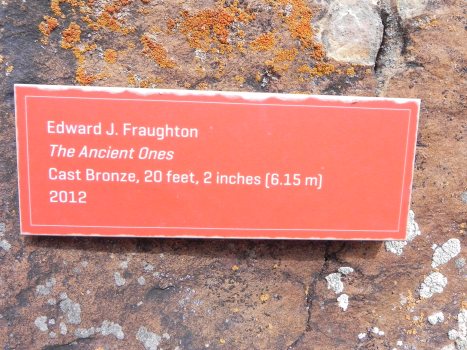 Edward J. Fraughton
The Ancient Ones
Cast Bronze, 20 feet, 2 inches (6.15 m)
2012